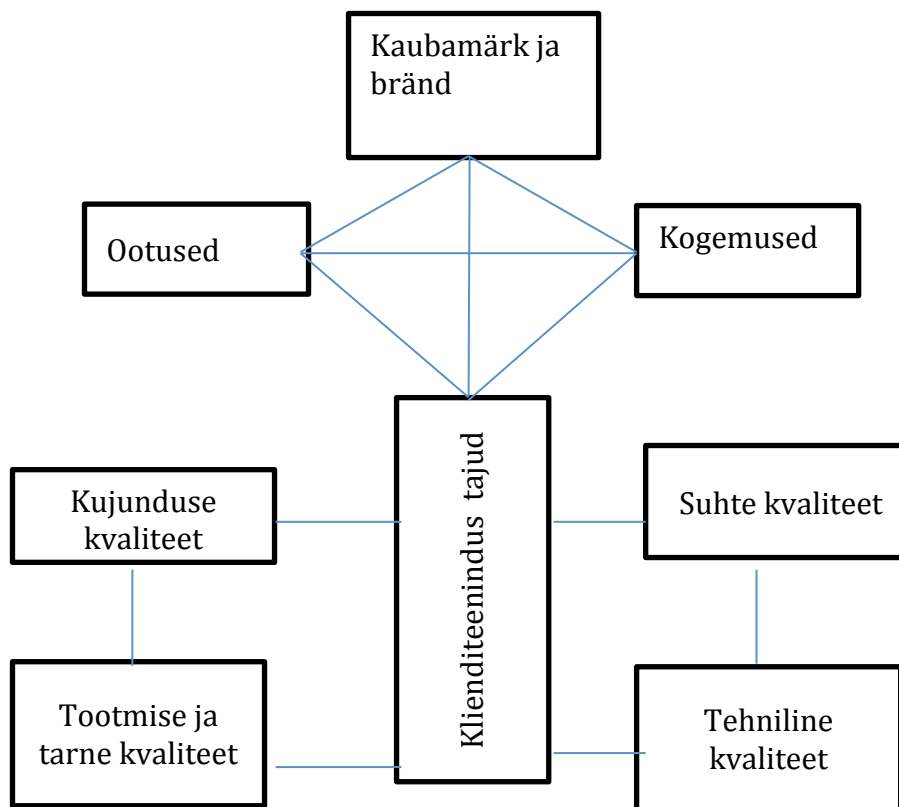 Kaubamärk ja
bränd
Ootused
Kogemused
Klienditeenindus tajud
Kujunduse
kvaliteet
Suhte kvaliteet
Tootmise ja
tarne kvaliteet
Tehniline
kvaliteet